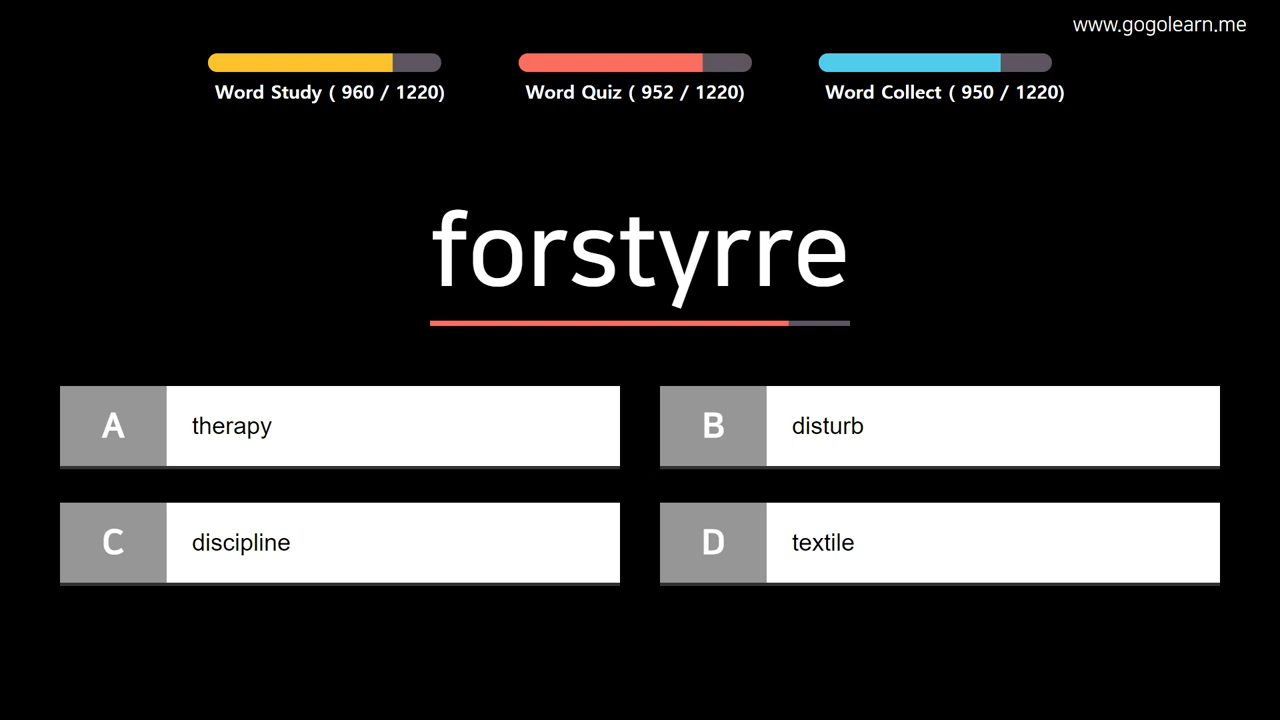 www.gogolearn.me
Word Study ( 960 / 1220)
Word Quiz ( 952 / 1220)
Word Collect ( 950 / 1220)
forstyrre
A therapy
B disturb
C discipline
D textile